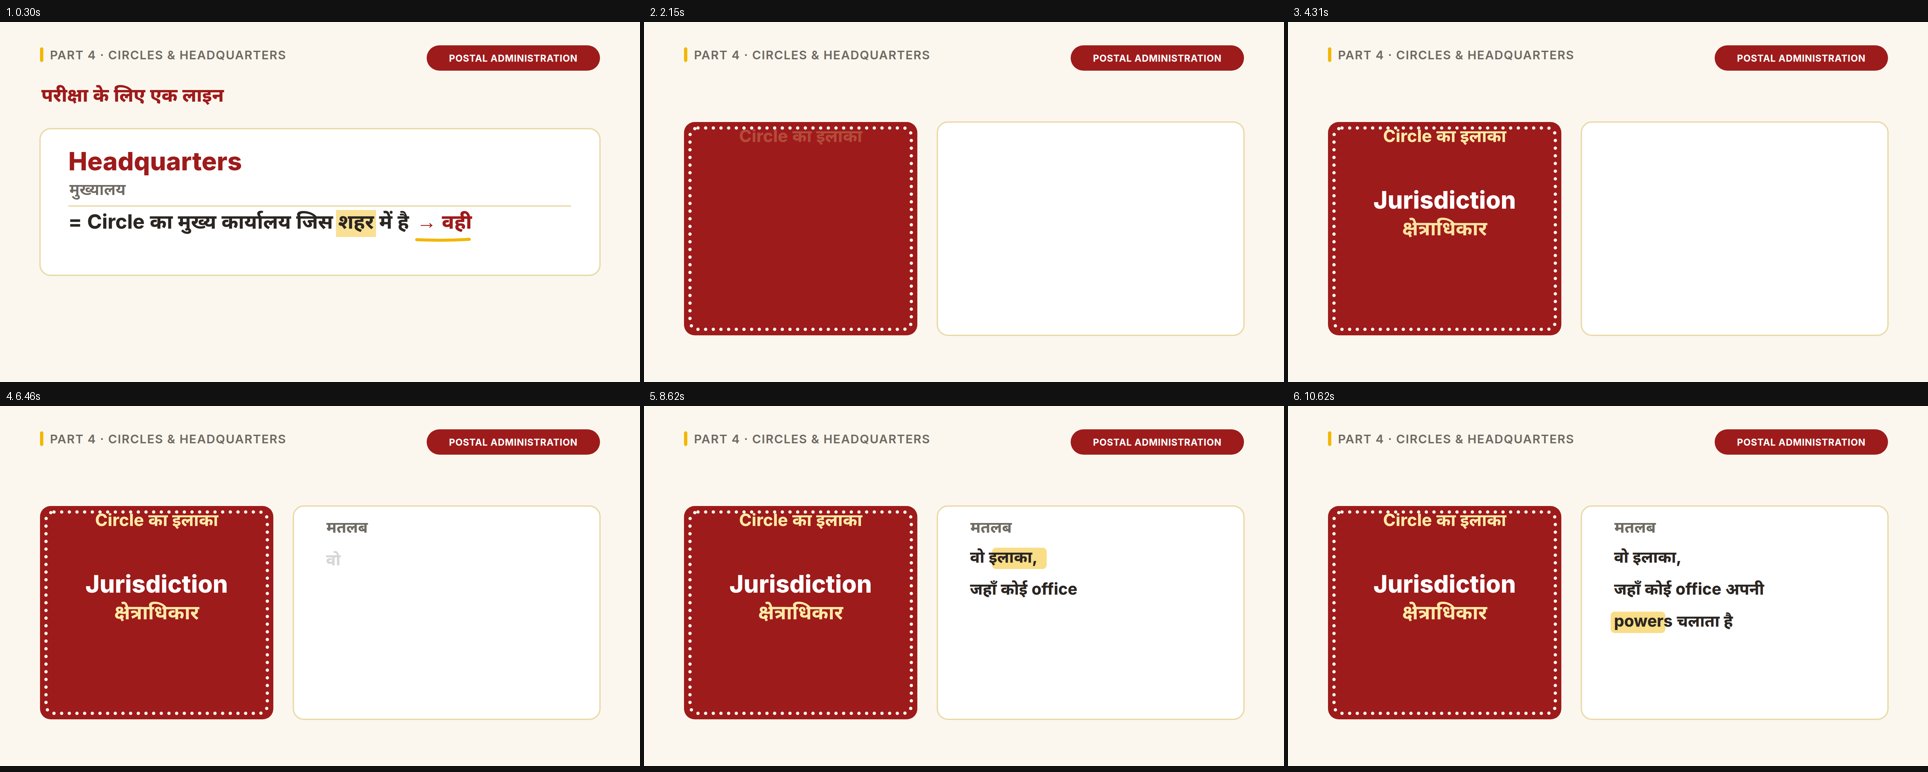 1. 0.30s
PART 4 · CIRCLES & HEADQUARTERS
POSTAL ADMINISTRATION
परीक्षा के लिए एक लाइन
Headquarters
मुख्यालय
= Circle का मुख्य कार्यालय जिस शहर में है → वही
2. 2.15s
PART 4 · CIRCLES & HEADQUARTERS
POSTAL ADMINISTRATION
Circle का इलाका
3. 4.31s
PART 4 · CIRCLES & HEADQUARTERS
POSTAL ADMINISTRATION
Circle का इलाका
Jurisdiction
क्षेत्राधिकार
4. 6.46s
PART 4 · CIRCLES & HEADQUARTERS
POSTAL ADMINISTRATION
Circle का इलाका
Jurisdiction
क्षेत्राधिकार
मतलब
वो
5. 8.62s
PART 4 · CIRCLES & HEADQUARTERS
POSTAL ADMINISTRATION
Circle का इलाका
Jurisdiction
क्षेत्राधिकार
मतलब
वो इलाका,
जहाँ कोई office
6. 10.62s
PART 4 · CIRCLES & HEADQUARTERS
POSTAL ADMINISTRATION
Circle का इलाका
Jurisdiction
क्षेत्राधिकार
मतलब
वो इलाका,
जहाँ कोई office अपनी
powers चलाता है